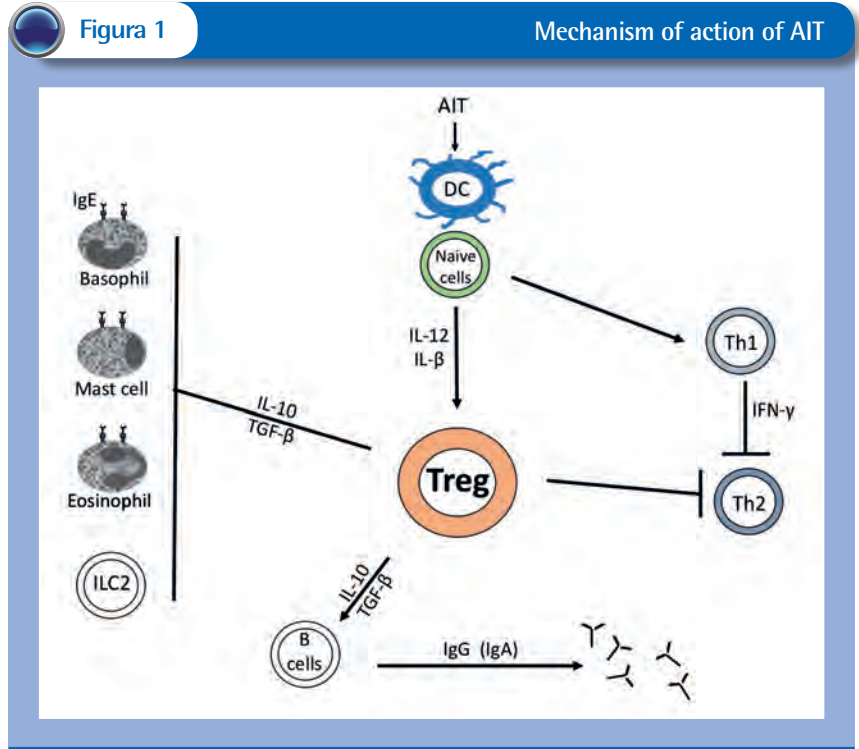 Figura 1
Mechanism of action of AIT
AIT
DC
Naïve
cells
IgE
Basophil
Mast cell
Eosinophil
ILC2
IL-10
TGF-β
IL-12
IL-β
Th1
IFN-γ
Th2
Treg
IL-10
TGF-β
B
cells
IgG (IgA)